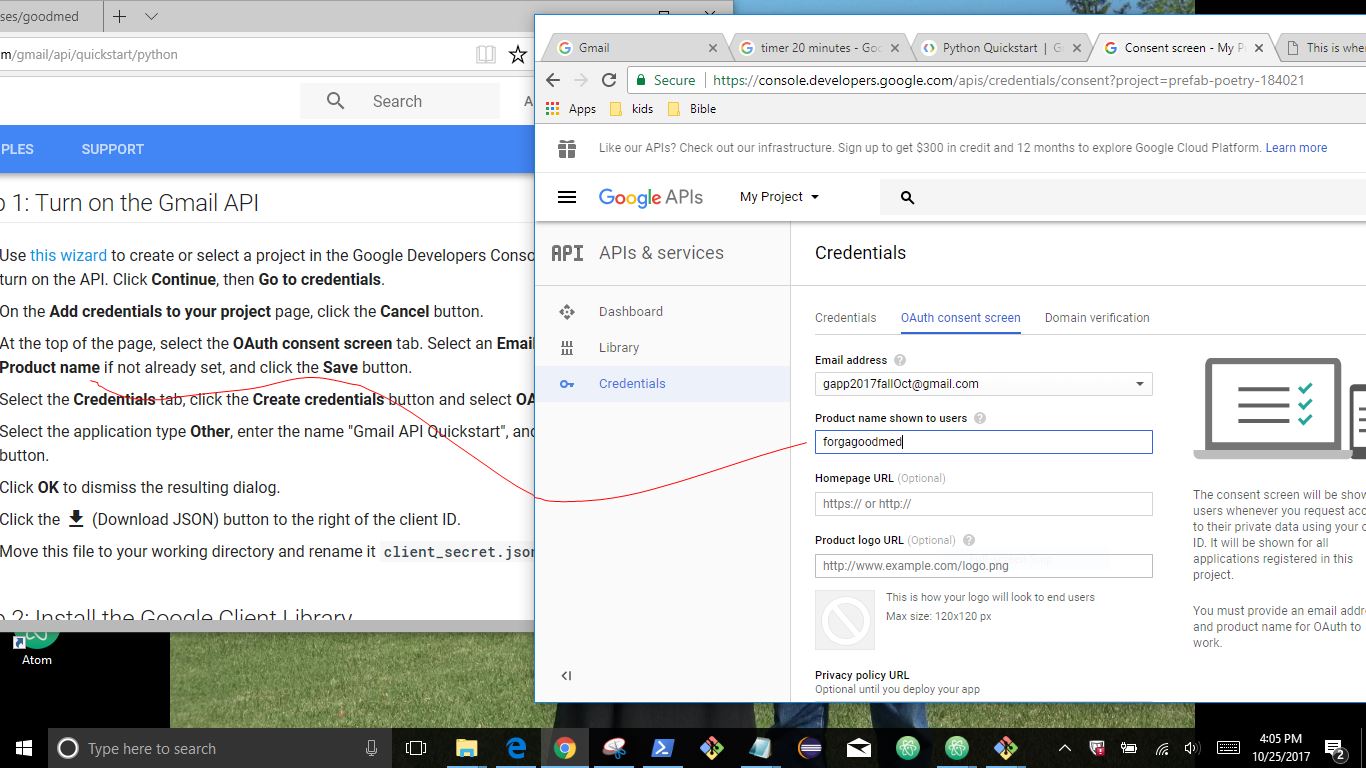 ses/goodmed
m/gmail/api/quickstart/python
Search
PLES SUPPORT
1: Turn on the Gmail API
Use this wizard to create or select a project in the Google Developers Conso
turn on the API. Click Continue, then Go to credentials.
On the Add credentials to your project page, click the Cancel button.
At the top of the page, select the OAuth consent screen tab. Select an Email
Product name if not already set, and click the Save button.
Select the Credentials tab, click the Create credentials button and select OA
Select the application type Other, enter the name "Gmail API Quickstart", and
button.
Click OK to dismiss the resulting dialog.
Click the (Download JSON) button to the right of the client ID.
Move this file to your working directory and rename it client_secret.json
2: Install the Google Client Library
Atom
Gmail
timer 20 minutes - Goo
Python Quickstart | G
Consent screen - My P
This is whe
Secure https://console.developers.google.com/apis/credentials/consent?project=prefab-poetry-184021
Apps kids Bible
Like our APIs? Check out our infrastructure. Sign up to get $300 in credit and 12 months to explore Google Cloud Platform. Learn more
Google APIs My Project
API APIs & services
Dashboard
Library
Credentials
Credentials
Credentials OAuth consent screen Domain verification
Email address
gapp2017fallOct@gmail.com
Product name shown to users
forgagoodmed
Homepage URL (Optional)
https:// or http://
Product logo URL (Optional)
http://www.example.com/logo.png
This is how your logo will look to end users
Max size: 120x120 px
Privacy policy URL
Optional until you deploy your app
The consent screen will be show
users whenever you request acc
to their private data using your c
ID. It will be shown for all
applications registered in this
project.
You must provide an email addre
and product name for OAuth to
work.
Type here to search
4:05 PM
10/25/2017
2